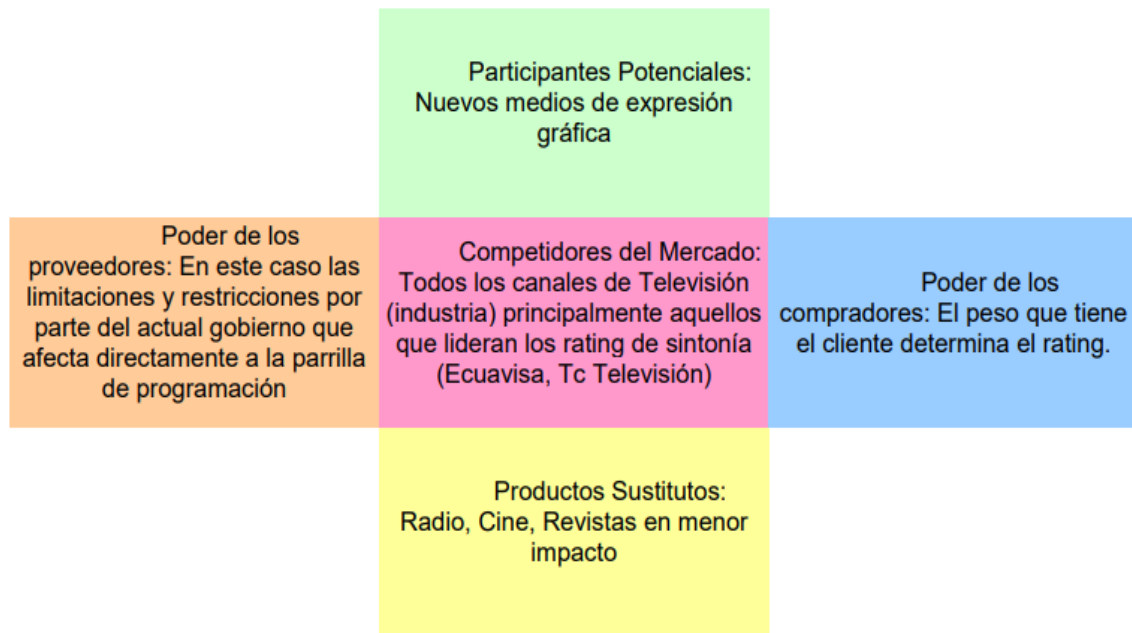 Participantes Potenciales:
Nuevos medios de expresión
gráfica
Poder de los
proveedores: En este caso las
limitaciones y restricciones por
parte del actual gobierno que
afecta directamente a la parrilla
de programación
Competidores del Mercado:
Todos los canales de Televisión
(industria) principalmente aquellos
que lideran los rating de sintonía
(Ecuavisa, Tc Televisión)
Poder de los
compradores: El peso que tiene
el cliente determina el rating.
Productos Sustitutos:
Radio, Cine, Revistas en menor
impacto